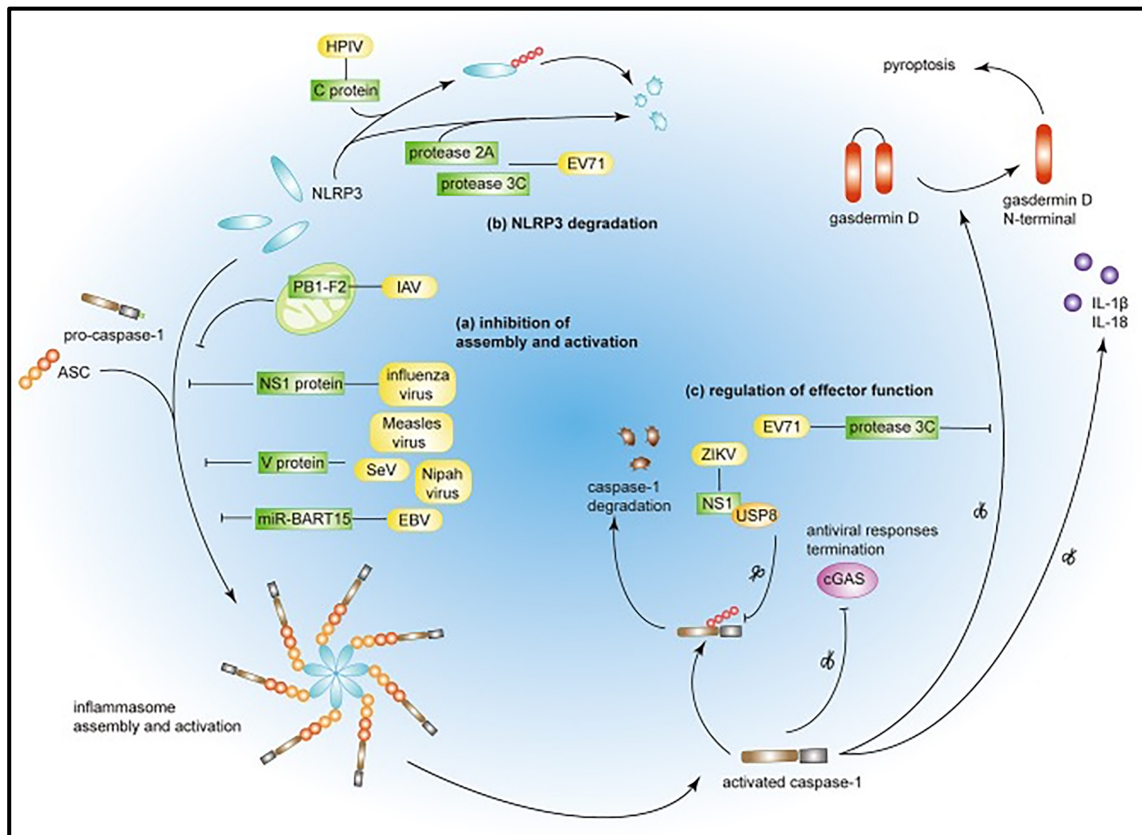 HPIV
C protein
NLRP3
protease 2A
EV71
protease 3C
(b) NLRP3 degradation
pyroptosis
gasdermin D
gasdermin D
N-terminal
IL-1β
IL-18
PB1-F2
IAV
pro-caspase-1
ASC
(a) inhibition of
assembly and activation
NS1 protein
influenza
virus
Measles
virus
V protein
SeV
Nipah
virus
miR-BART15
EBV
(c) regulation of effector function
EV71
protease 3C
ZIKV
NS1
USP8
caspase-1
degradation
antiviral responses
termination
cGAS
inflammasome
assembly and activation
activated caspase-1